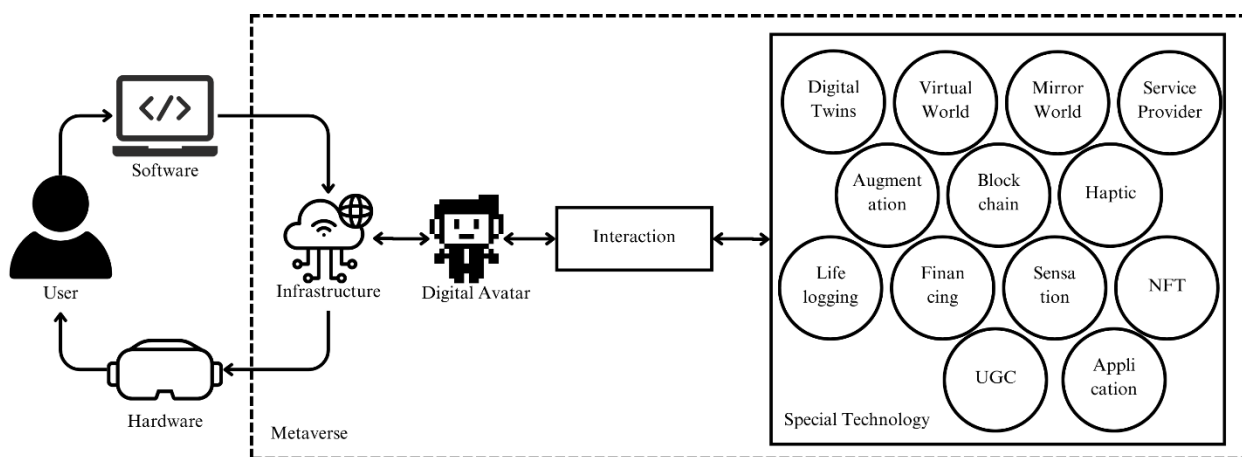 Digital
Twins
Virtual
World
Mirror
World
Service
Provider
</>
Software
Augment
ation
Block
chain
Haptic
User
Infrastructure
Digital Avatar
Interaction
Life
logging
Finan
cing
Sensa
tion
NFT
Hardware
UGC
Appli
cation
Metaverse
Special Technology